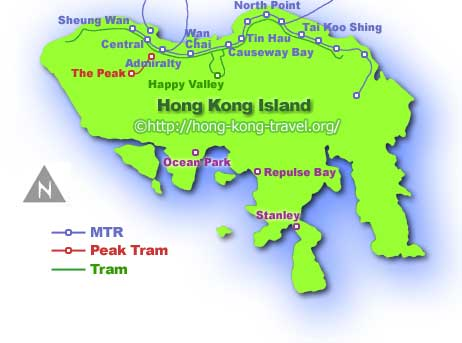 North Point
Sheung Wan
Tai Koo Shing
Wan
Chai
Tin Hau
Central
Causeway Bay
Admiralty
The Peak
Happy Valley
Hong Kong Island
©http://hong-kong-travel.org/
Ocean Park
Repulse Bay
Stanley
N
MTR
Peak Tram
Tram